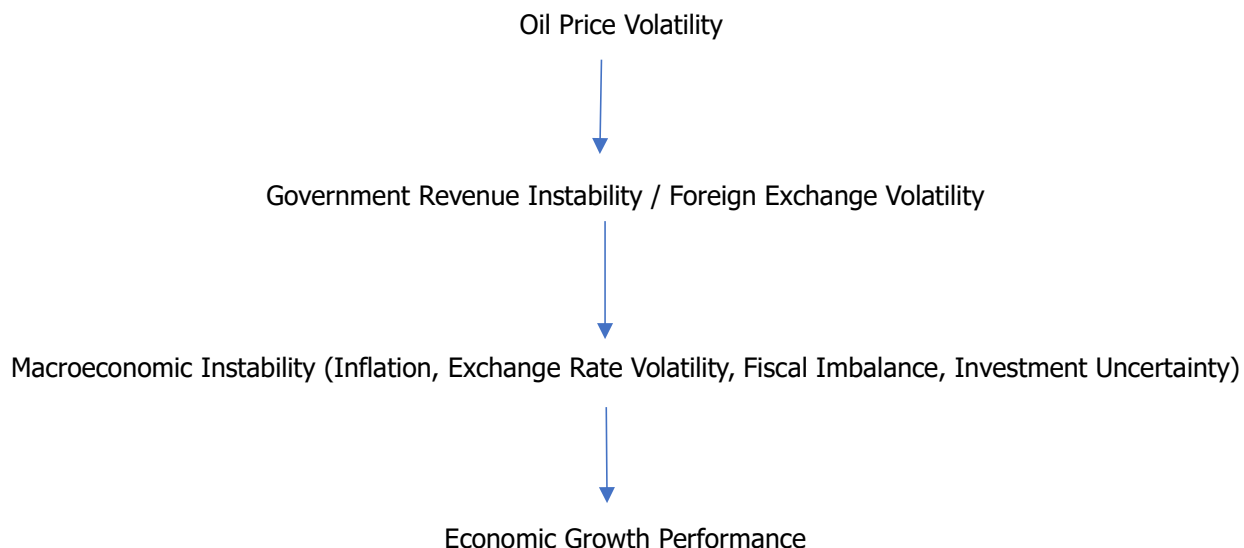 Oil Price Volatility
Government Revenue Instability / Foreign Exchange Volatility
Macroeconomic Instability (Inflation, Exchange Rate Volatility, Fiscal Imbalance, Investment Uncertainty)
Economic Growth Performance